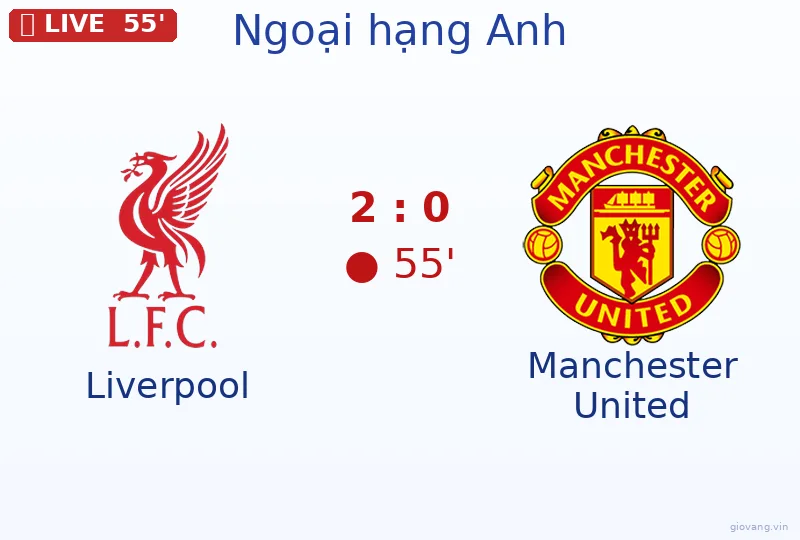 LIVE 55'
Ngoại hạng Anh
MANCHESTER
2 : 0
55'
UNITED
L.F.C.
Liverpool
Manchester
United
giovang.vin